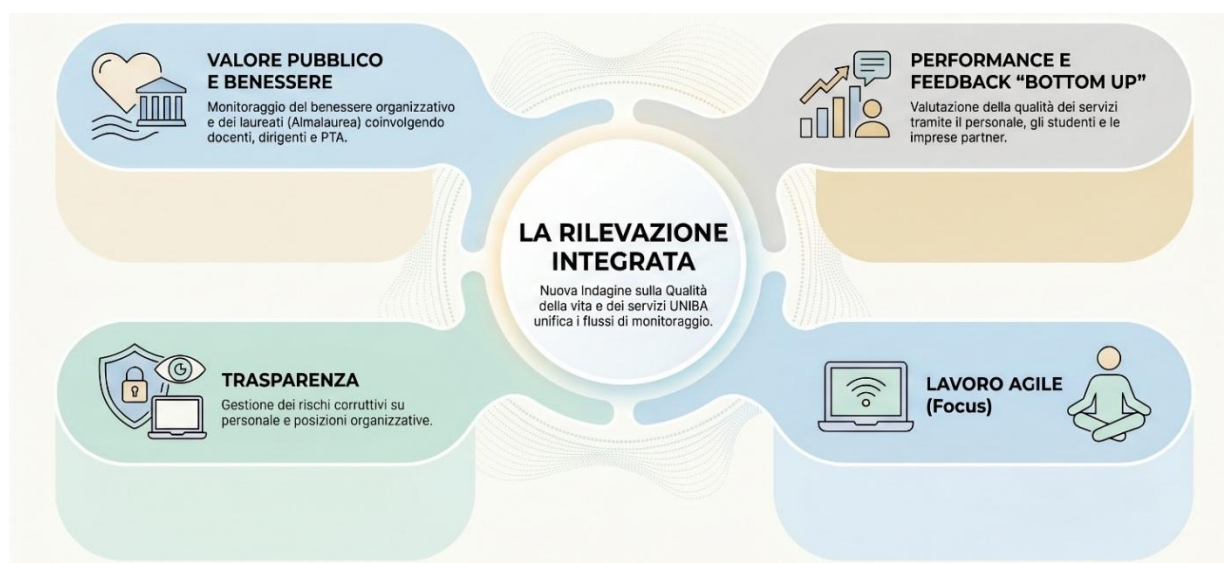 VALORE PUBBLICO
E BENESSERE
Monitoraggio del benessere organizzativo
e dei laureati (Almalaurea) coinvolgendo
docenti, dirigenti e PTA.
PERFORMANCE E
FEEDBACK “BOTTOM UP”
Valutazione della qualità dei servizi
tramite il personale, gli studenti e le
imprese partner.
LA RILEVAZIONE
INTEGRATA
Nuova Indagine sulla Qualità
della vita e dei servizi UNIBA
unifica i flussi di monitoraggio.
TRASPARENZA
Gestione dei rischi corruttivi su
personale e posizioni organizzative.
LAVORO AGILE
(Focus)